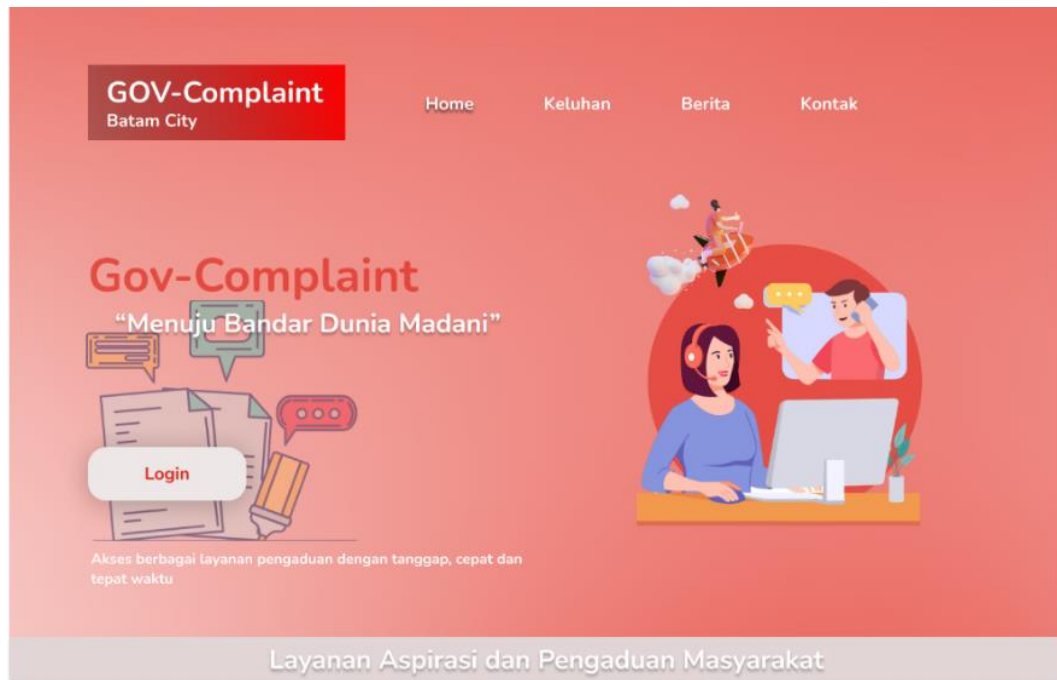 GOV-Complaint
Batam City
Home Keluhan Berita Kontak
Gov-Complaint
“Menuju Bandar Dunia Madani”
Login
Akses berbagai layanan pengaduan dengan tanggap, cepat dan
tepat waktu
Layanan Aspirasi dan Pengaduan Masyarakat